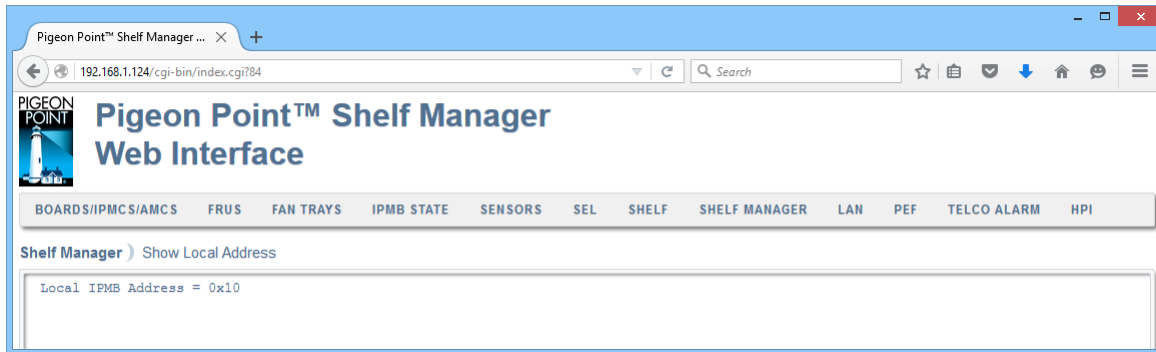 Pigeon Point™ Shelf Manager ...
192.168.1.124/cgi-bin/index.cgi?84
Search
PIGEON
POINT
Pigeon Point™ Shelf Manager
Web Interface
BOARDS/IPMCS/AMCS FRUS FAN TRAYS IPMB STATE SENSORS SEL SHELF SHELF MANAGER LAN PEF TELCO ALARM HPI
Shelf Manager ) Show Local Address
Local IPMB Address = 0x10